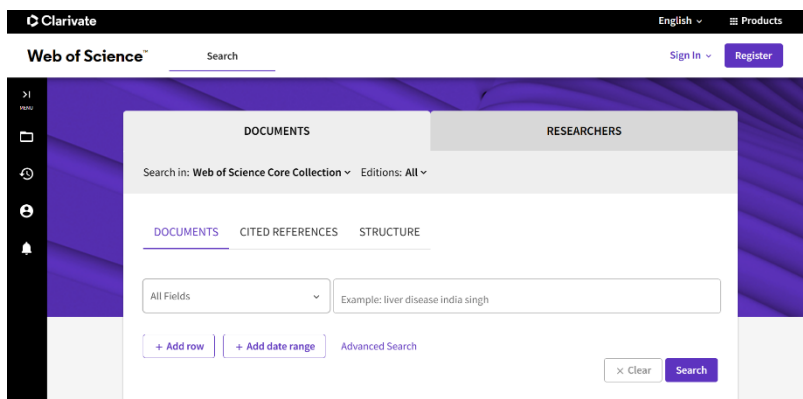 Clarivate English Products
Web of Science™ Search Sign In Register
MENU
DOCUMENTS RESEARCHERS
Search in: Web of Science Core Collection Editions: All
DOCUMENTS CITED REFERENCES STRUCTURE
All Fields Example: liver disease india singh
+ Add row + Add date range Advanced Search
× Clear Search